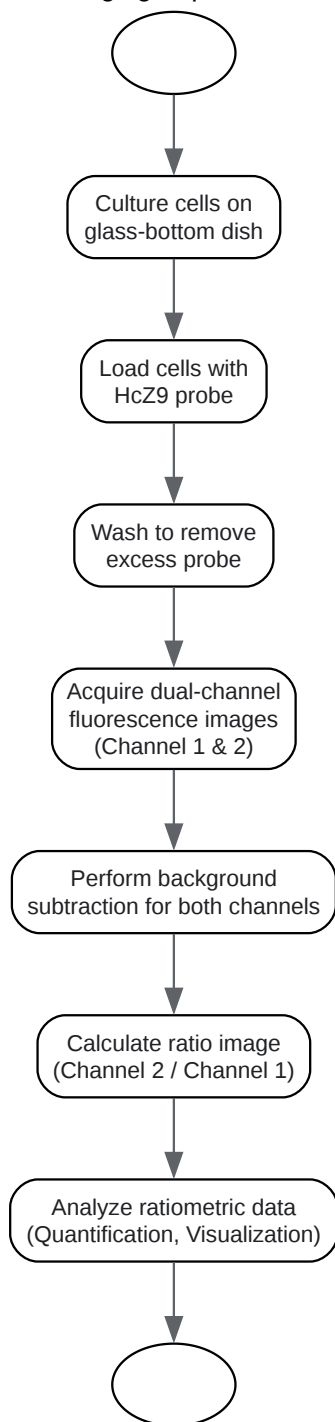 Culture cells on
glass-bottom dish
Load cells with
HcZ9 probe
Wash to remove
excess probe
Acquire dual-channel
fluorescence images
(Channel 1 & 2)
Perform background
subtraction for both channels
Calculate ratio image
(Channel 2 / Channel 1)
Analyze ratiometric data
(Quantification, Visualization)